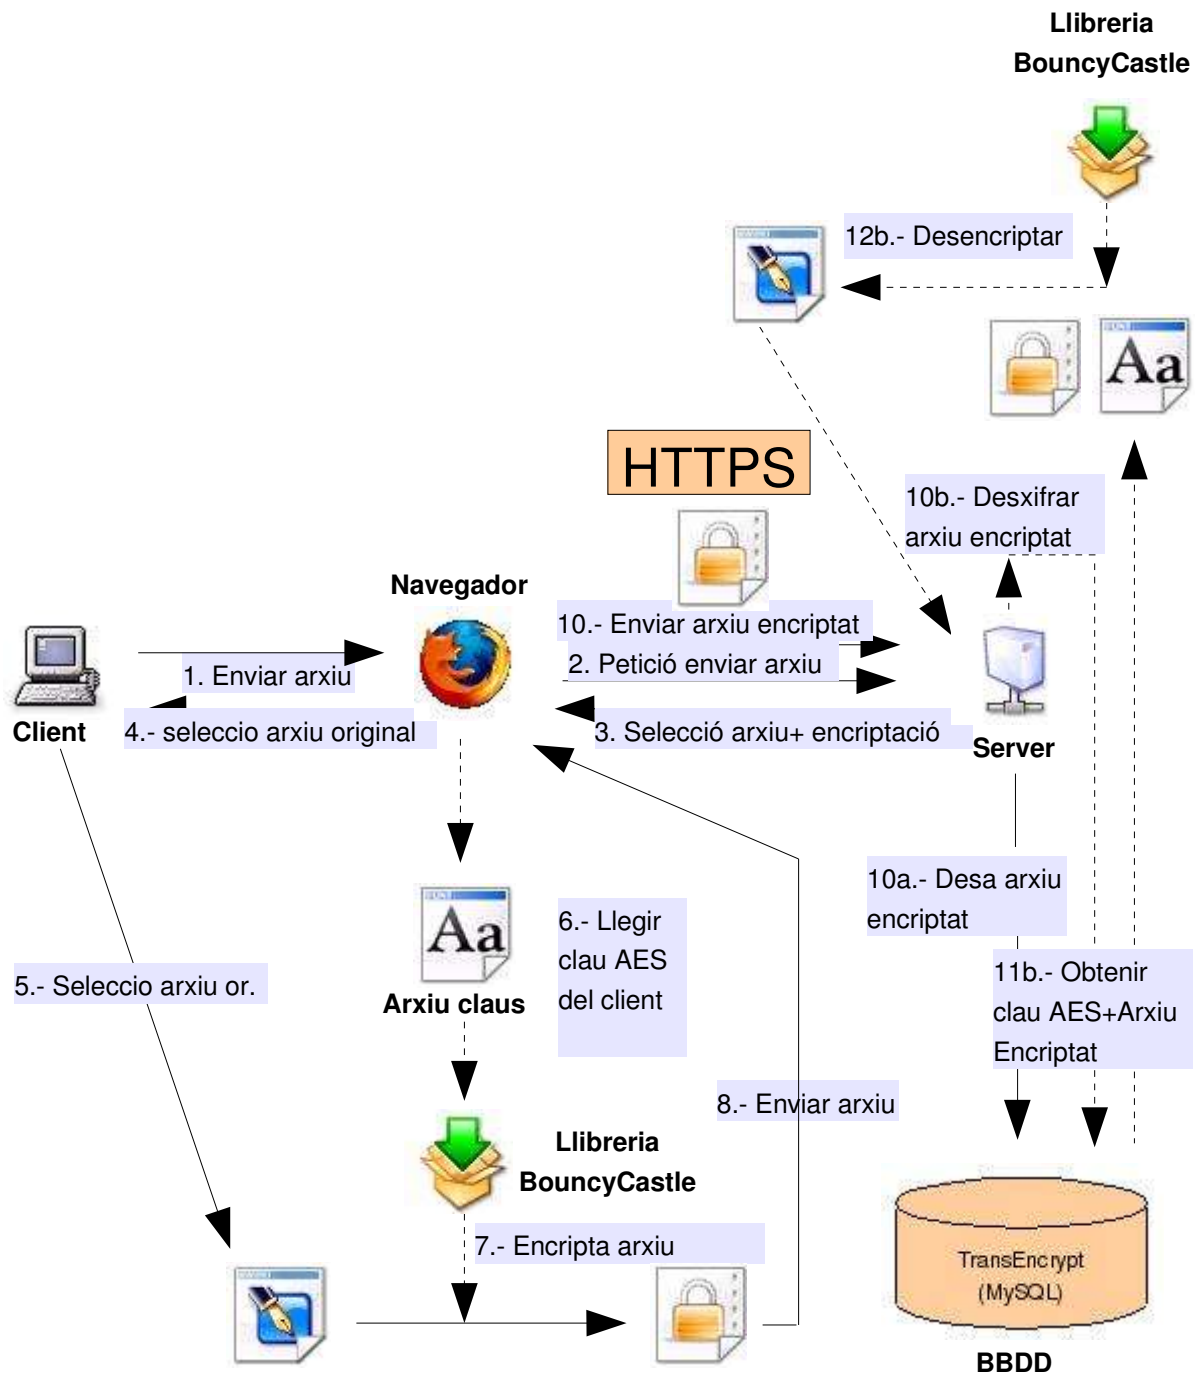 Llibreria
BouncyCastle
12b.- Desencriptar
Aa
HTTPS
10b.- Desxifrar
arxiu encriptat
Navegador
10.- Enviar arxiu encriptat
1. Enviar arxiu
2. Petició enviar arxiu
Client
4.- seleccio arxiu original
3. Selecció arxiu+ encriptació
Server
10a.- Desa arxiu
encriptat
Aa
Arxiu claus
6.- Llegir
clau AES
del client
5.- Seleccio arxiu or.
11b.- Obtenir
clau AES+Arxiu
Encriptat
8.- Enviar arxiu
Llibreria
BouncyCastle
7.- Encripta arxiu
TransEncrypt
(MySQL)
BBDD